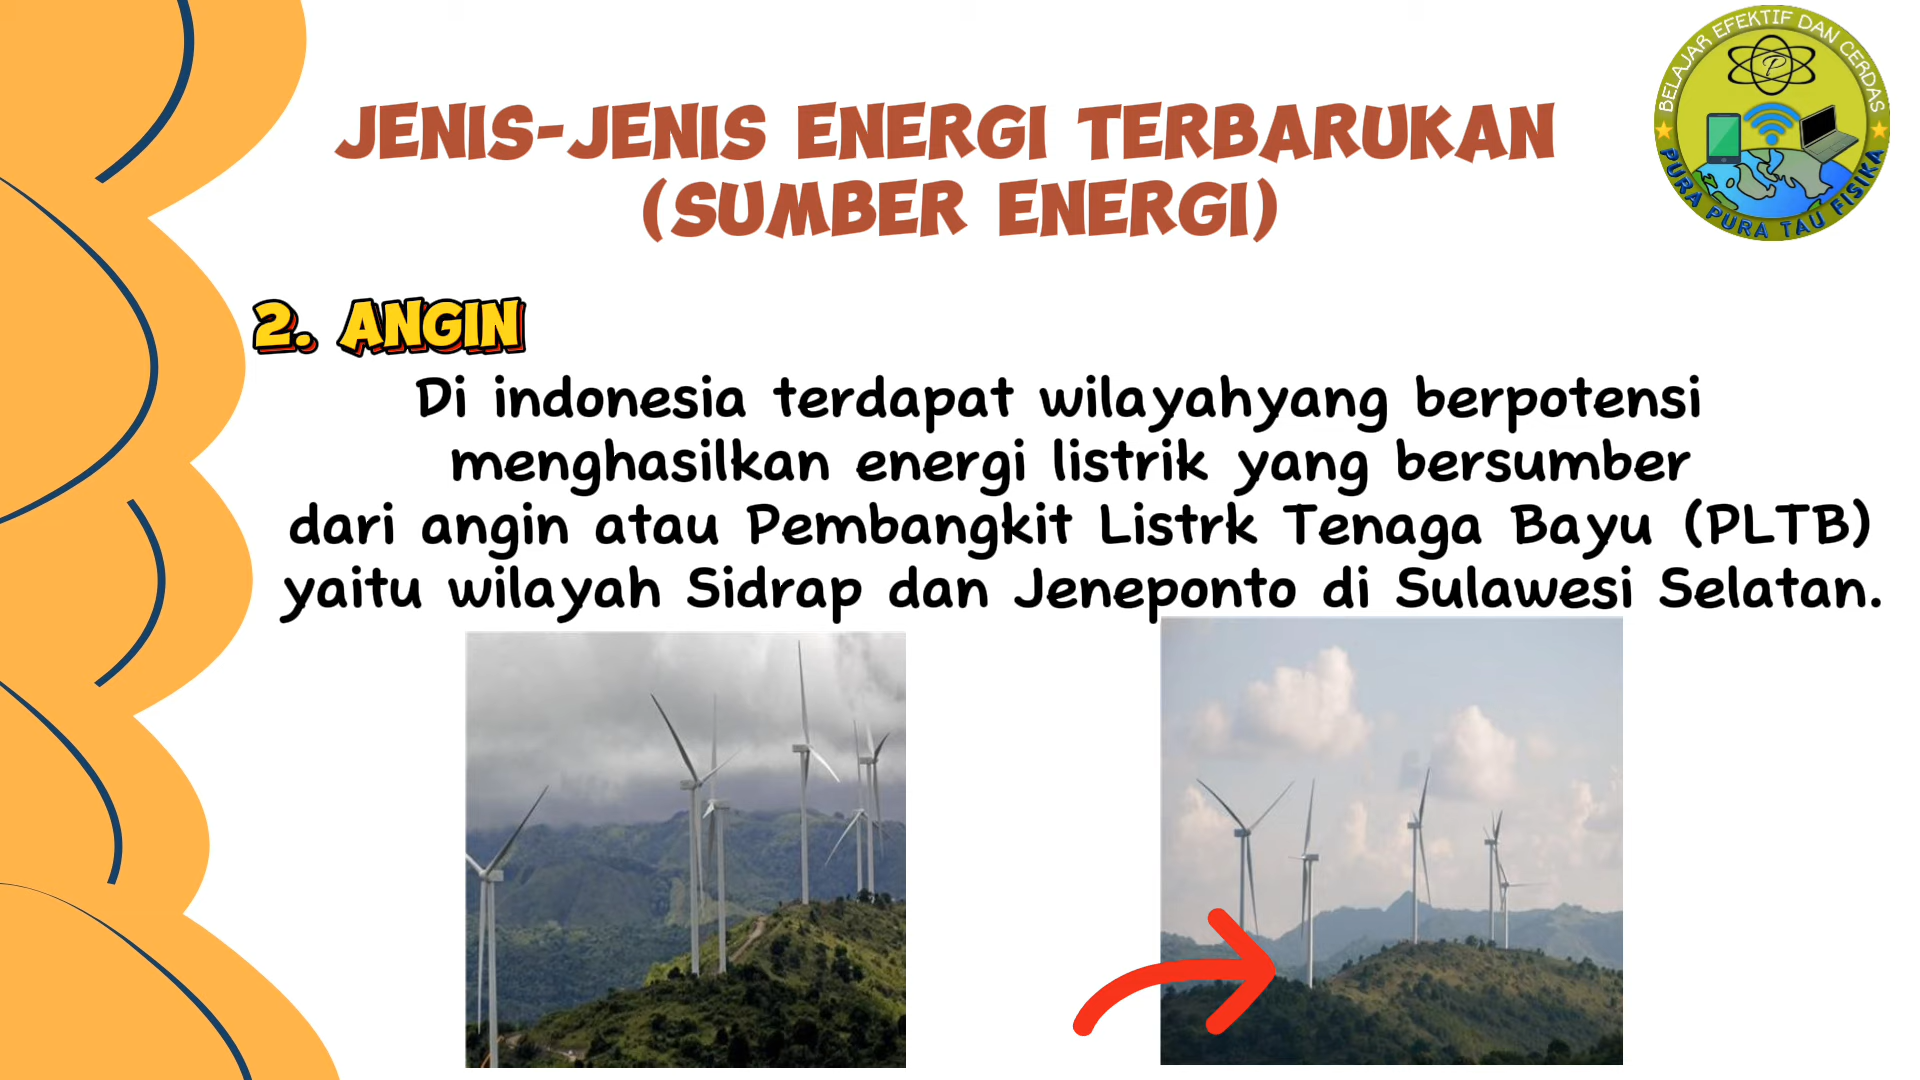 BELAJAR EFEKTIF DAN CERDAS
P
PURA PURA TAU FISIKA
JENIS-JENIS ENERGI TERBARUKAN
(SUMBER ENERGI)
2. ANGIN
Di indonesia terdapat wilayahyang berpotensi
menghasilkan energi listrik yang bersumber
dari angin atau Pembangkit Listrk Tenaga Bayu (PLTB)
yaitu wilayah Sidrap dan Jeneponto di Sulawesi Selatan.